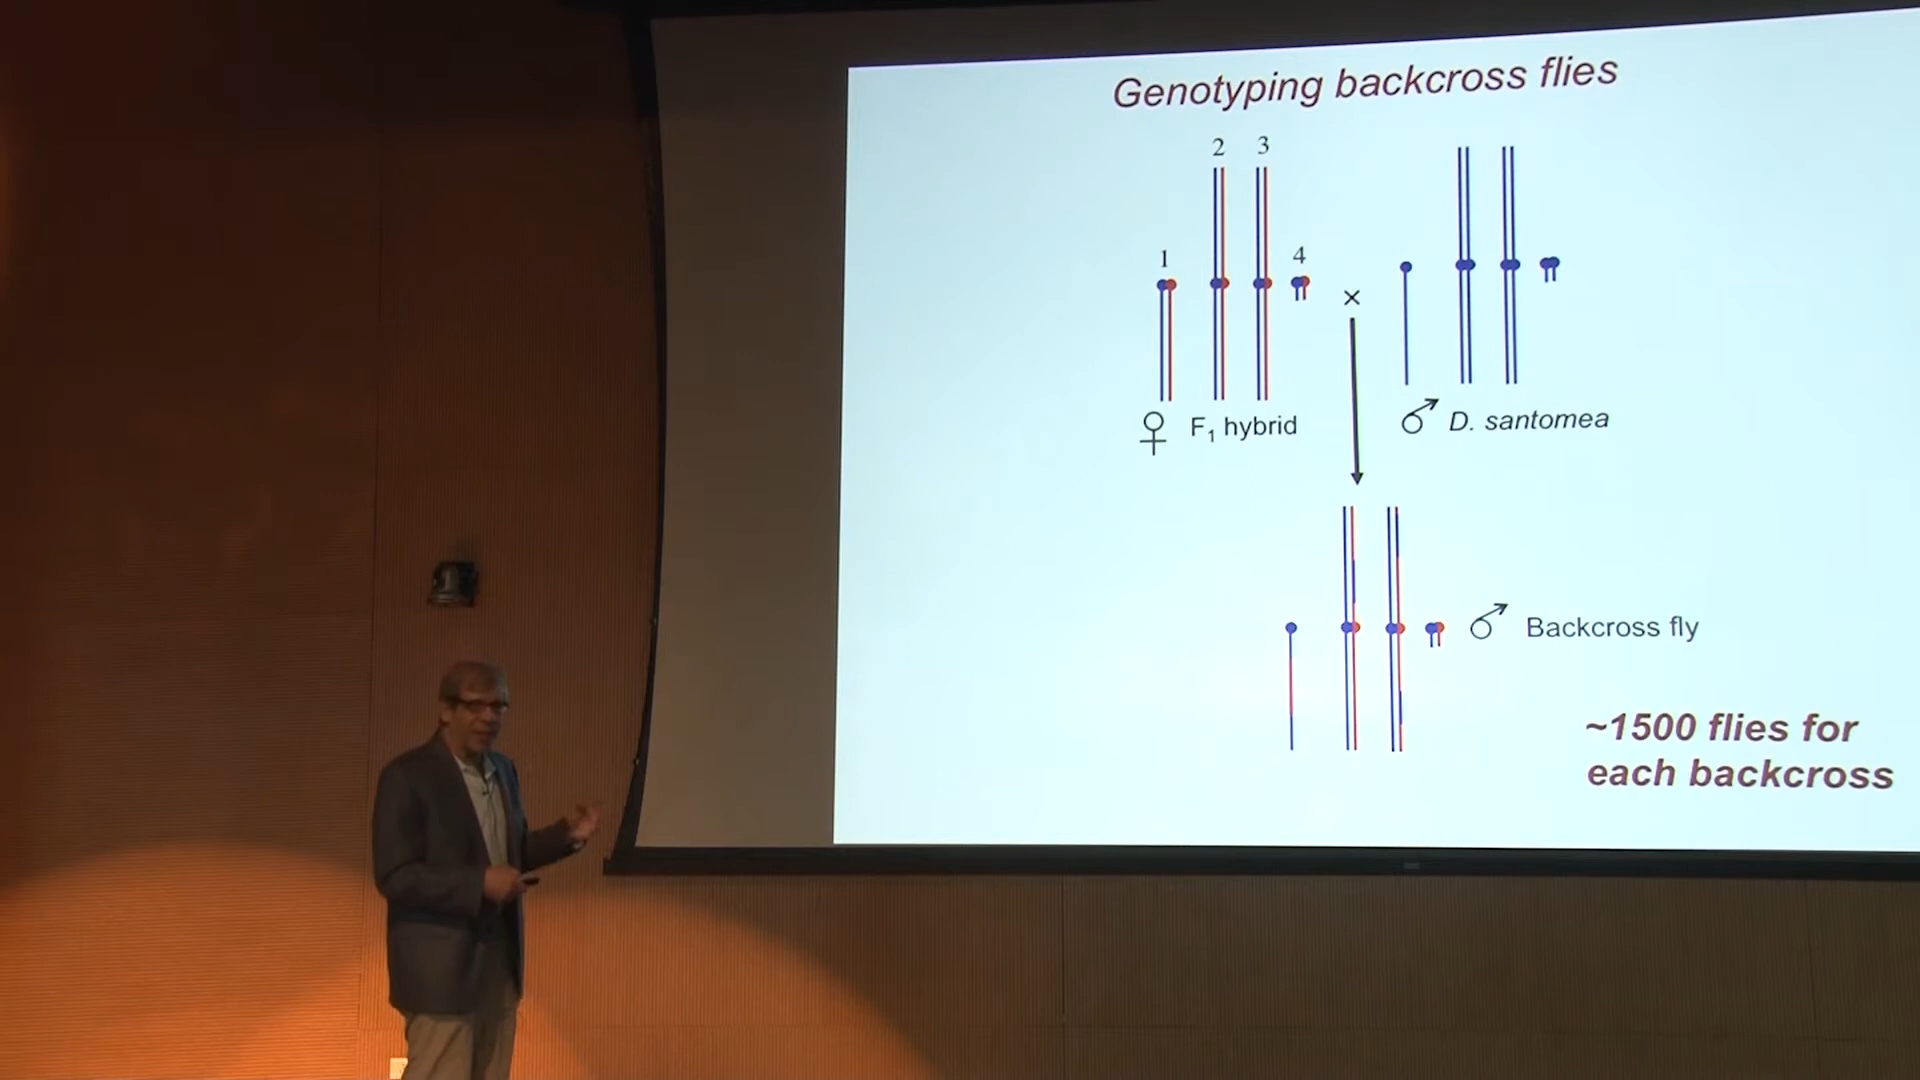 Genotyping backcross flies
2 3
1 4
×
♀ F₁ hybrid
♂ D. santomea
♂ Backcross fly
~1500 flies for
each backcross